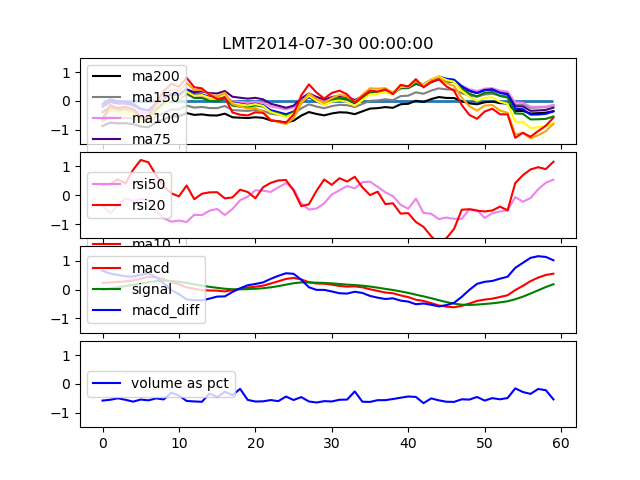 LMT2014-07-30 00:00:00
1
0
−1
ma200
ma150
ma100
ma75
1
0
−1
rsi50
rsi20
ma10
1
0
−1
macd
signal
macd_diff
1
0
−1
volume as pct
0 10 20 30 40 50 60